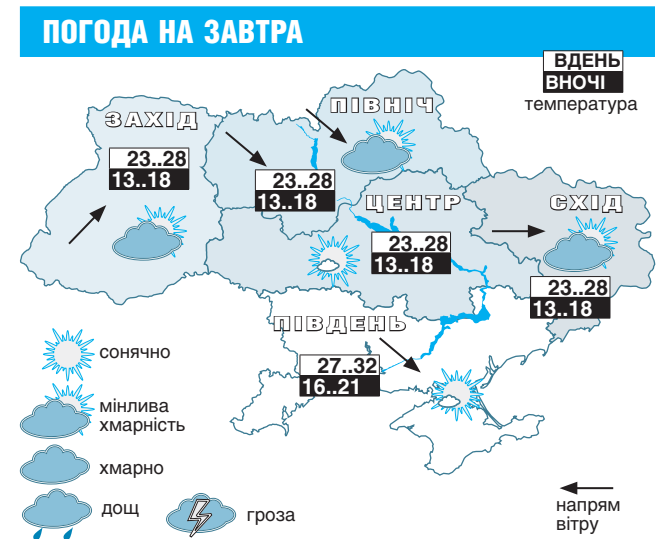 ПОГОДА НА ЗАВТРА
ВДЕНЬ
ВНОЧІ
температура
ПІВНІЧ
ЗАХІД
23..28
13..18
23..28
13..18
ЦЕНТР
СХІД
23..28
13..18
23..28
13..18
ПІВДЕНЬ
27..32
16..21
сонячно
мінлива
хмарність
хмарно
дощ
гроза
напрям
вітру